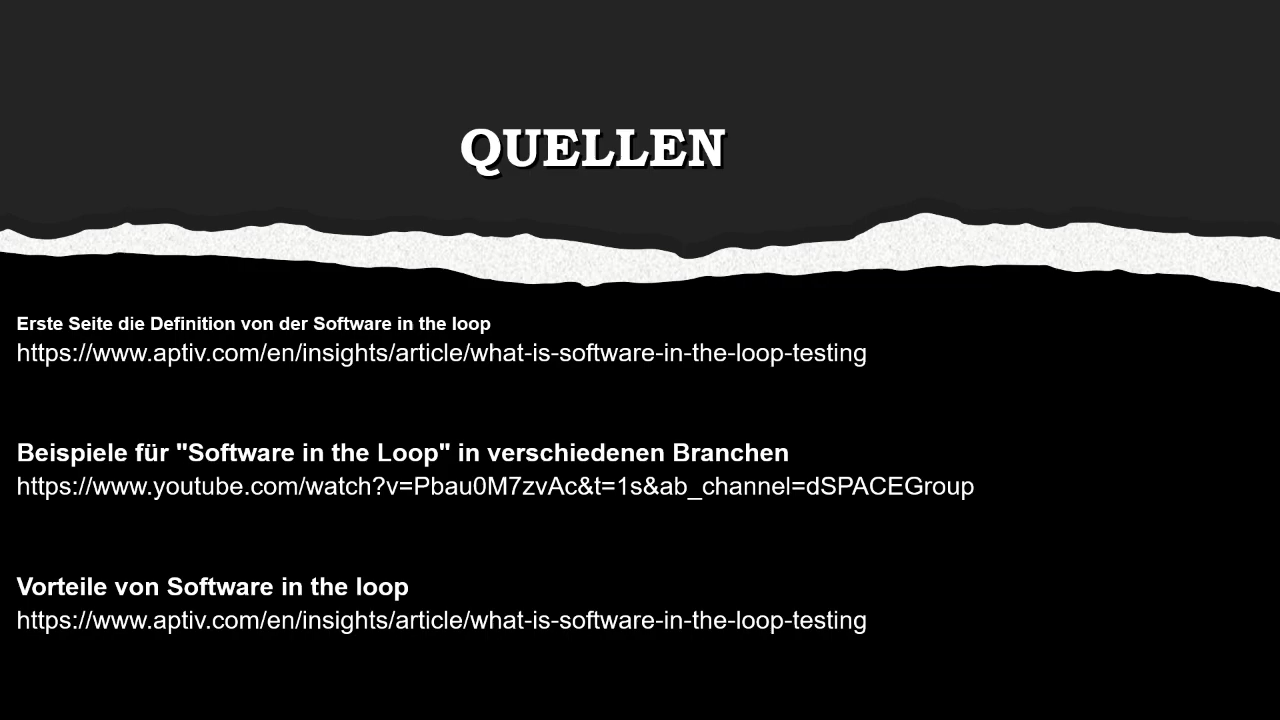 QUELLEN
Erste Seite die Definition von der Software in the loop
https://www.aptiv.com/en/insights/article/what-is-software-in-the-loop-testing
Beispiele für "Software in the Loop" in verschiedenen Branchen
https://www.youtube.com/watch?v=Pbau0M7zvAc&t=1s&ab_channel=dSPACEGroup
Vorteile von Software in the loop
https://www.aptiv.com/en/insights/article/what-is-software-in-the-loop-testing